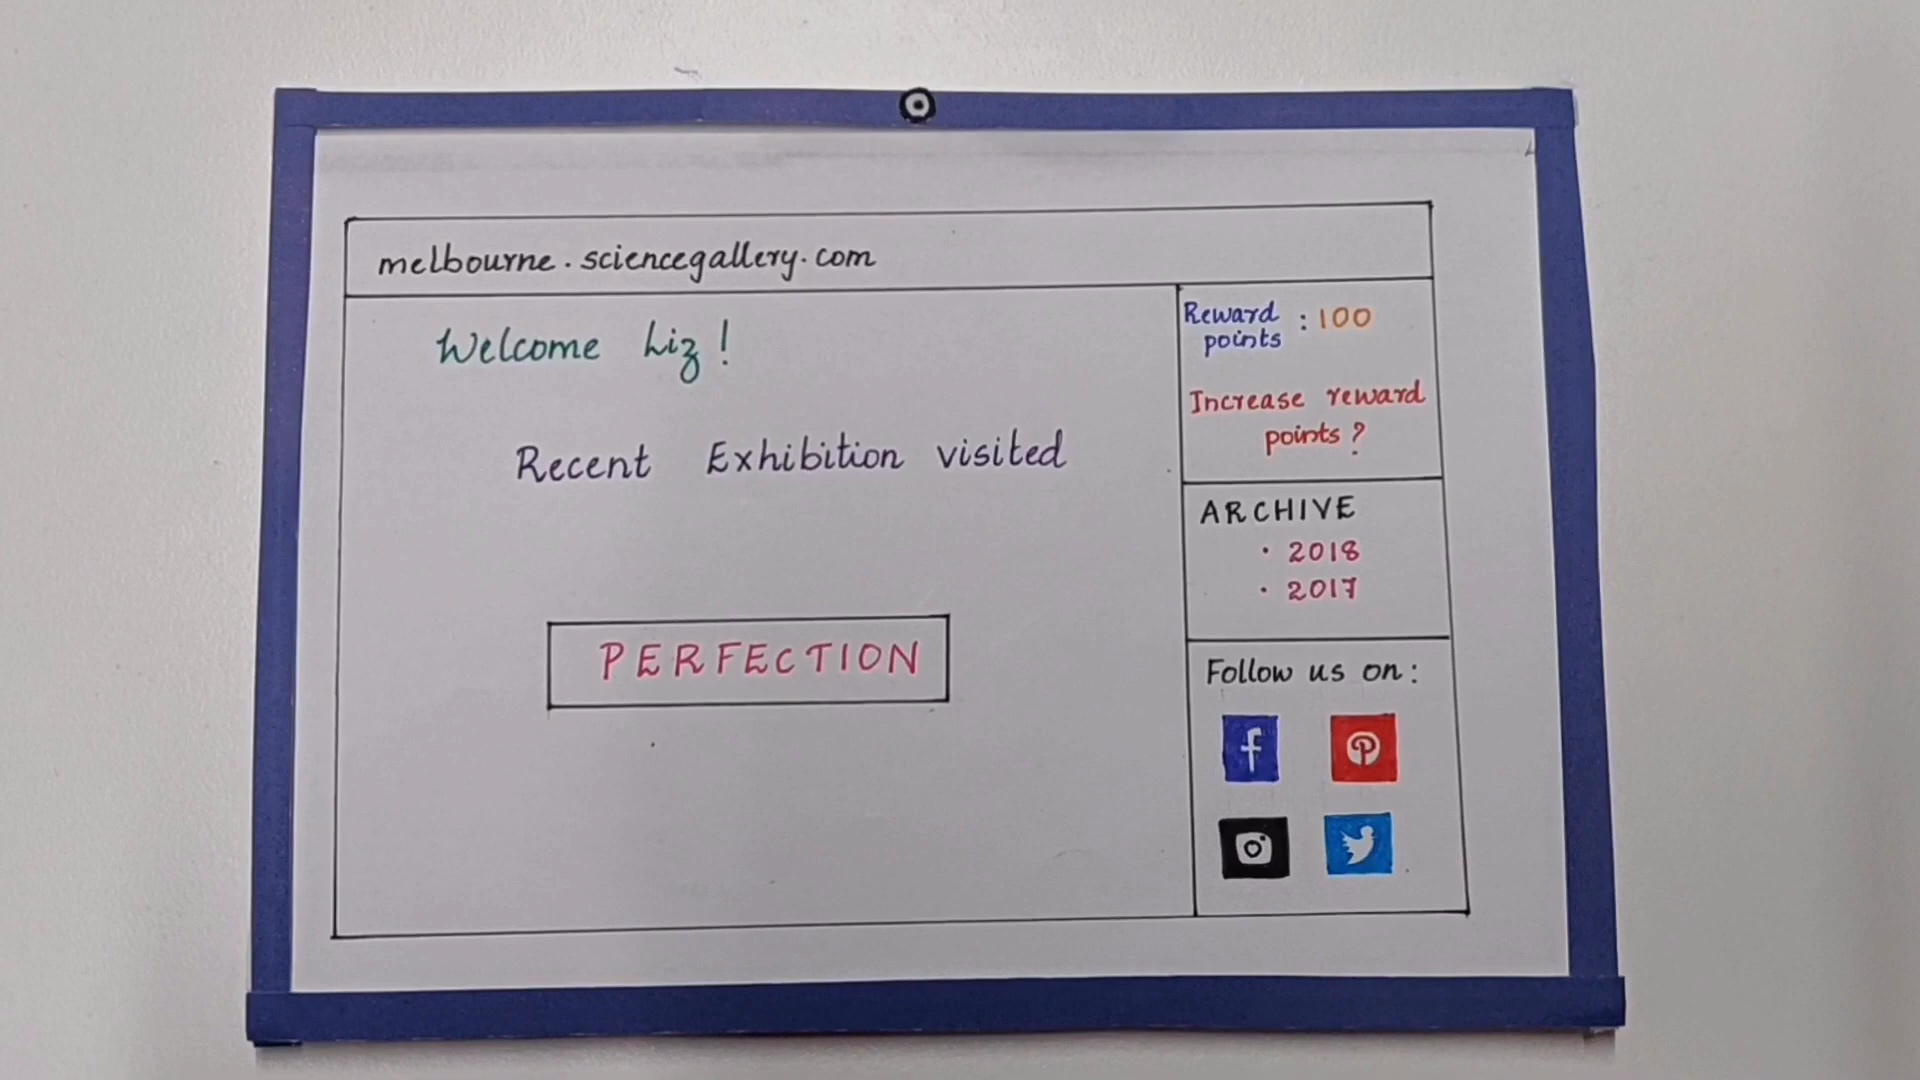 melbourne.sciencegallery.com
Welcome Liz!
Recent Exhibition visited
PERFECTION
Reward points : 100
Increase reward
points?
ARCHIVE
· 2018
· 2017
Follow us on: